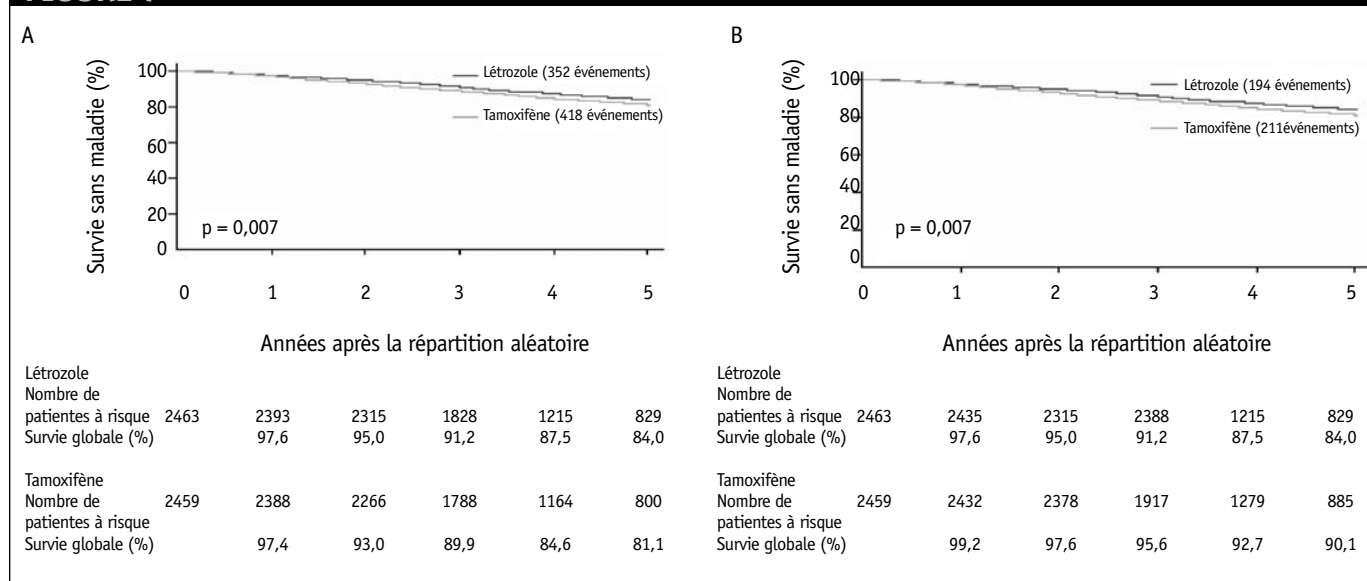 A
Survie sans maladie (%)
100
80
60
40
20
0
Létrozole (352 événements)
Tamoxifène (418 événements)
p = 0,007
0 1 2 3 4 5
Années après la répartition aléatoire
Létrozole
Nombre de
patientes à risque 2463 2393 2315 1828 1215 829
Survie globale (%) 97,6 95,0 91,2 87,5 84,0
Tamoxifène
Nombre de 2459 2388 2266 1788 1164 800
patientes à risque
Survie globale (%) 97,4 93,0 89,9 84,6 81,1
B
Survie sans maladie (%)
100
80
60
40
20
0
Létrozole (194 événements)
Tamoxifène (211événements)
p = 0,007
0 1 2 3 4 5
Années après la répartition aléatoire
Létrozole
Nombre de
patientes à risque 2463 2435 2315 2388 1215 829
Survie globale (%) 97,6 95,0 91,2 87,5 84,0
Tamoxifène
Nombre de 2459 2432 2378 1917 1279 885
patientes à risque
Survie globale (%) 99,2 97,6 95,6 92,7 90,1